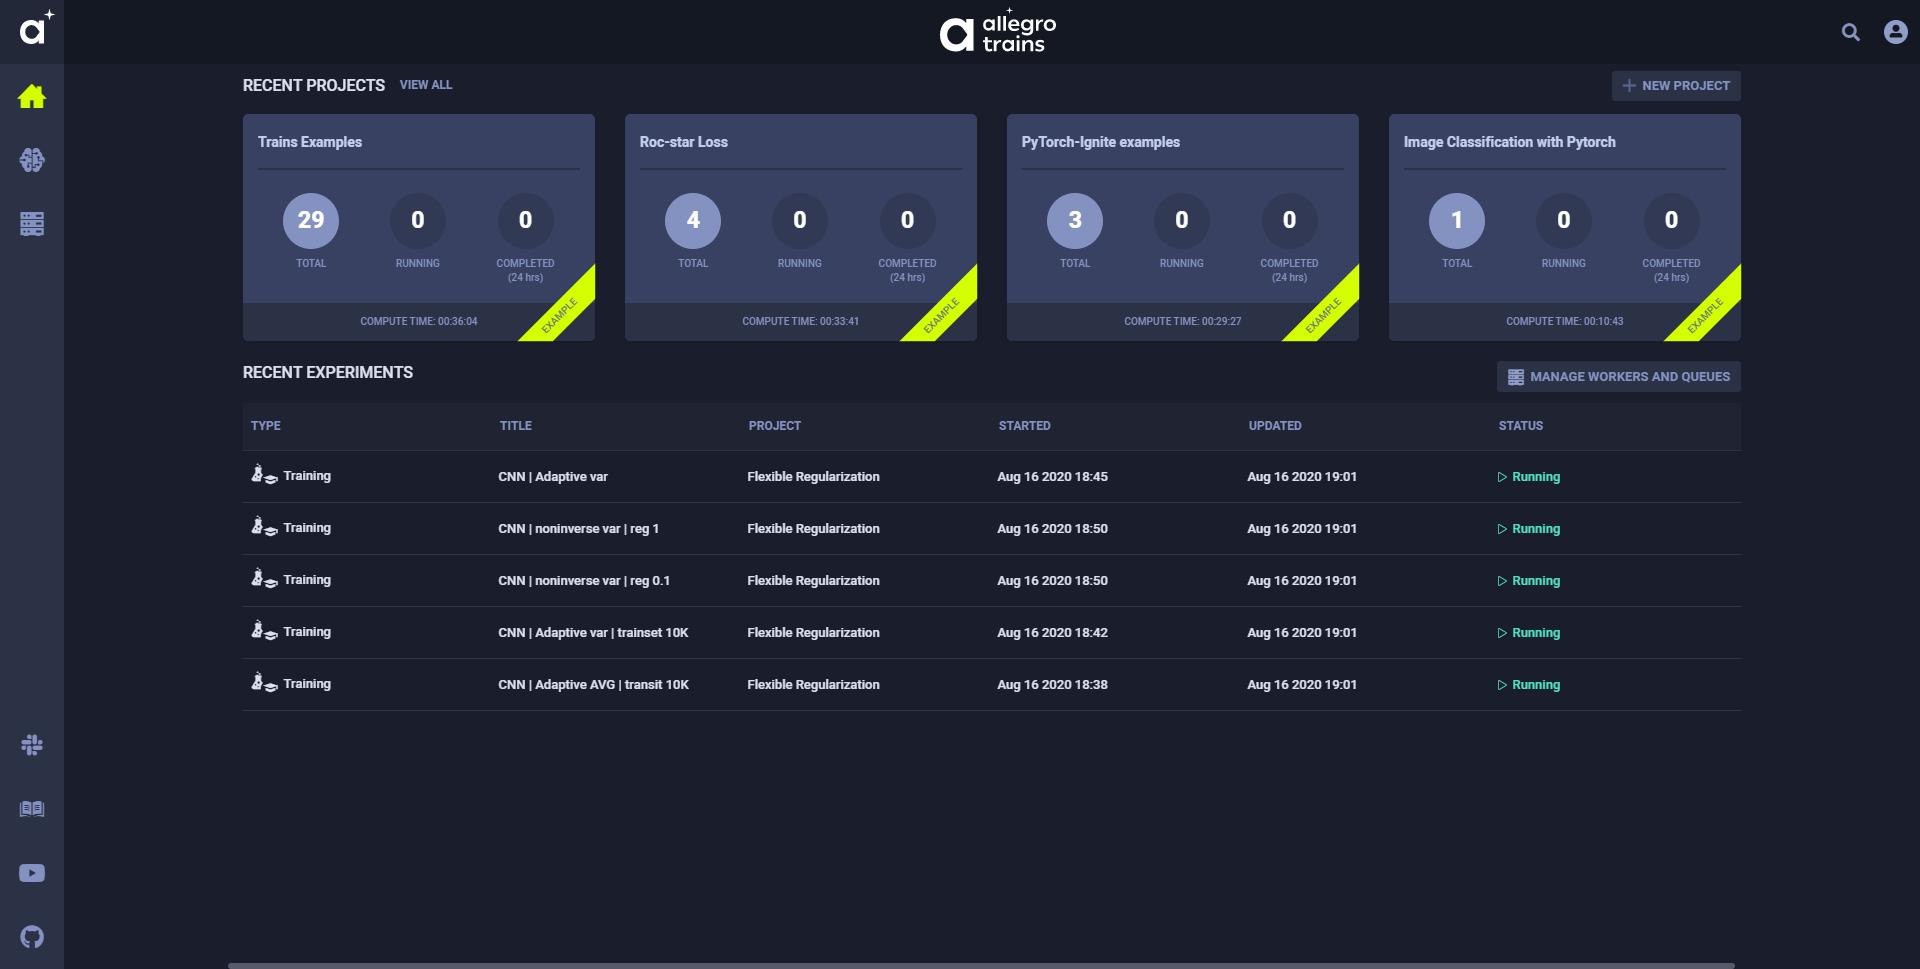 allegro
trains
RECENT PROJECTS VIEW ALL
NEW PROJECT
Trains Examples
29 0 0
TOTAL RUNNING COMPLETED
(24 hrs)
COMPUTE TIME: 00:36:04
EXAMPLE
Roc-star Loss
4 0 0
TOTAL RUNNING COMPLETED
(24 hrs)
COMPUTE TIME: 00:33:41
EXAMPLE
PyTorch-Ignite examples
3 0 0
TOTAL RUNNING COMPLETED
(24 hrs)
COMPUTE TIME: 00:29:27
EXAMPLE
Image Classification with Pytorch
1 0 0
TOTAL RUNNING COMPLETED
(24 hrs)
COMPUTE TIME: 00:10:43
EXAMPLE
RECENT EXPERIMENTS
MANAGE WORKERS AND QUEUES
TYPE TITLE PROJECT STARTED UPDATED STATUS
Training CNN | Adaptive var Flexible Regularization Aug 16 2020 18:45 Aug 16 2020 19:01 Running
Training CNN | noninverse var | reg 1 Flexible Regularization Aug 16 2020 18:50 Aug 16 2020 19:01 Running
Training CNN | noninverse var | reg 0.1 Flexible Regularization Aug 16 2020 18:50 Aug 16 2020 19:01 Running
Training CNN | Adaptive var | trainset 10K Flexible Regularization Aug 16 2020 18:42 Aug 16 2020 19:01 Running
Training CNN | Adaptive AVG | transit 10K Flexible Regularization Aug 16 2020 18:38 Aug 16 2020 19:01 Running